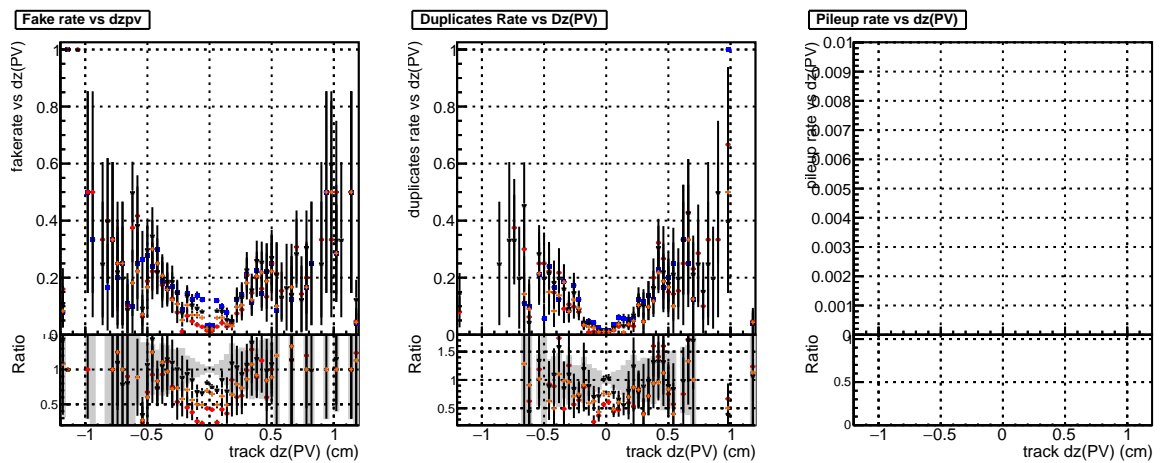 Fake rate vs dzpv
fakerate vs dz(PV)
1
0.8
0.6
0.4
0.2
0
Ratio
1
0.5
−1 −0.5 0 0.5 1
track dz(PV) (cm)
Duplicates Rate vs Dz(PV)
duplicates rate vs dz(PV)
1
0.8
0.6
0.4
0.2
0
Ratio
1.5
1
0.5
−1 −0.5 0 0.5 1
track dz(PV) (cm)
Pileup rate vs dz(PV)
pileup rate vs dz(PV)
0.01
0.009
0.008
0.007
0.006
0.005
0.004
0.003
0.002
0.001
0
Ratio
0.5
0
−1 −0.5 0 0.5 1
track dz(PV) (cm)